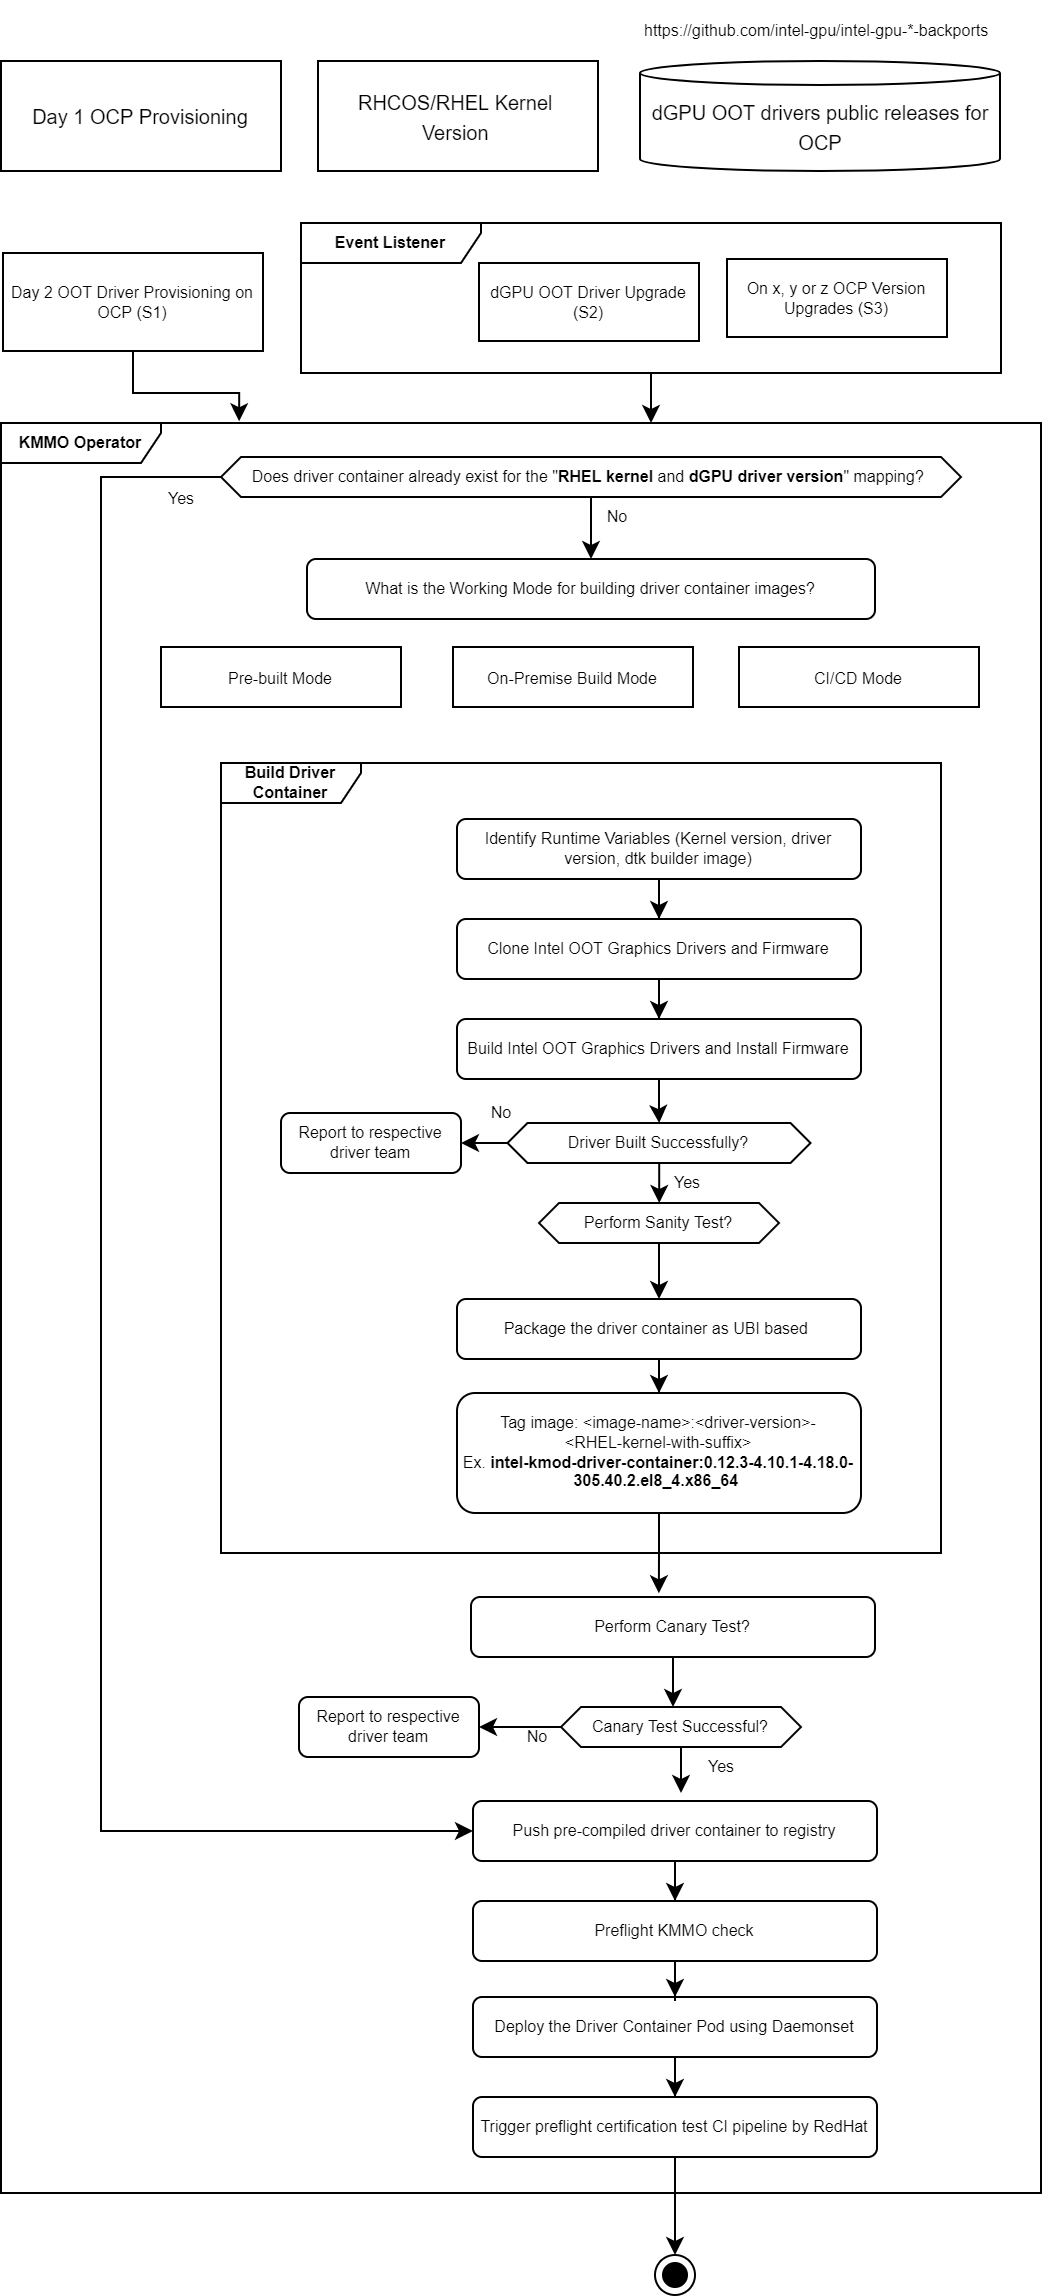 https://github.com/intel-gpu/intel-gpu-*-backports
Day 1 OCP Provisioning
RHCOS/RHEL Kernel
Version
dGPU OOT drivers public releases for
OCP
Event Listener
Day 2 OOT Driver Provisioning on
OCP (S1)
dGPU OOT Driver Upgrade
(S2)
On x, y or z OCP Version
Upgrades (S3)
KMMO Operator
Does driver container already exist for the "RHEL kernel and dGPU driver version" mapping?
Yes
No
What is the Working Mode for building driver container images?
Pre-built Mode
On-Premise Build Mode
CI/CD Mode
Build Driver
Container
Identify Runtime Variables (Kernel version, driver
version, dtk builder image)
Clone Intel OOT Graphics Drivers and Firmware
Build Intel OOT Graphics Drivers and Install Firmware
No
Report to respective
driver team
Driver Built Successfully?
Yes
Perform Sanity Test?
Package the driver container as UBI based
Tag image: <image-name>:<driver-version>-
<RHEL-kernel-with-suffix>
Ex. intel-kmod-driver-container:0.12.3-4.10.1-4.18.0-
305.40.2.el8_4.x86_64
Perform Canary Test?
Report to respective
driver team
No
Canary Test Successful?
Yes
Push pre-compiled driver container to registry
Preflight KMMO check
Deploy the Driver Container Pod using Daemonset
Trigger preflight certification test CI pipeline by RedHat